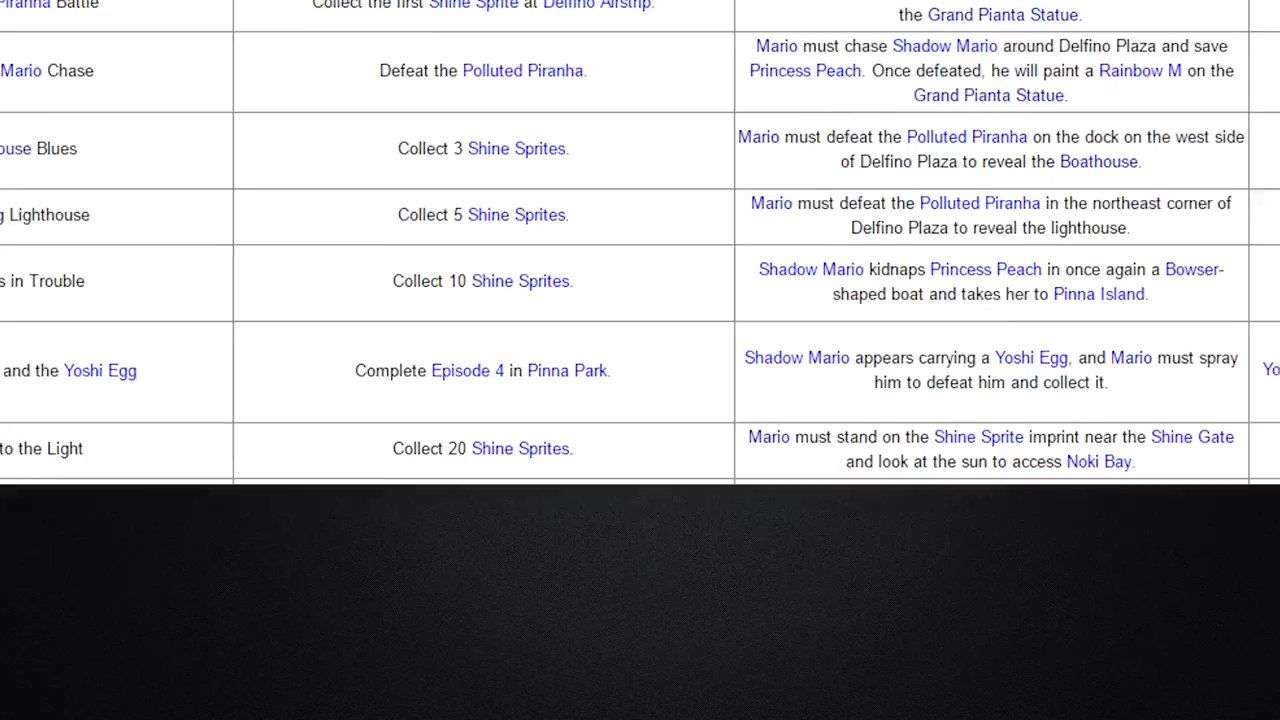 Piranha Battle
Collect the first Shine Sprite at Delfino Airstrip.
the Grand Pianta Statue.
Mario Chase
Defeat the Polluted Piranha.
Mario must chase Shadow Mario around Delfino Plaza and save
Princess Peach. Once defeated, he will paint a Rainbow M on the
Grand Pianta Statue.
ouse Blues
Collect 3 Shine Sprites.
Mario must defeat the Polluted Piranha on the dock on the west side
of Delfino Plaza to reveal the Boathouse.
g Lighthouse
Collect 5 Shine Sprites.
Mario must defeat the Polluted Piranha in the northeast corner of
Delfino Plaza to reveal the lighthouse.
s in Trouble
Collect 10 Shine Sprites.
Shadow Mario kidnaps Princess Peach in once again a Bowser-
shaped boat and takes her to Pinna Island.
and the Yoshi Egg
Complete Episode 4 in Pinna Park.
Shadow Mario appears carrying a Yoshi Egg, and Mario must spray
him to defeat him and collect it.
Yo
to the Light
Collect 20 Shine Sprites.
Mario must stand on the Shine Sprite imprint near the Shine Gate
and look at the sun to access Noki Bay.